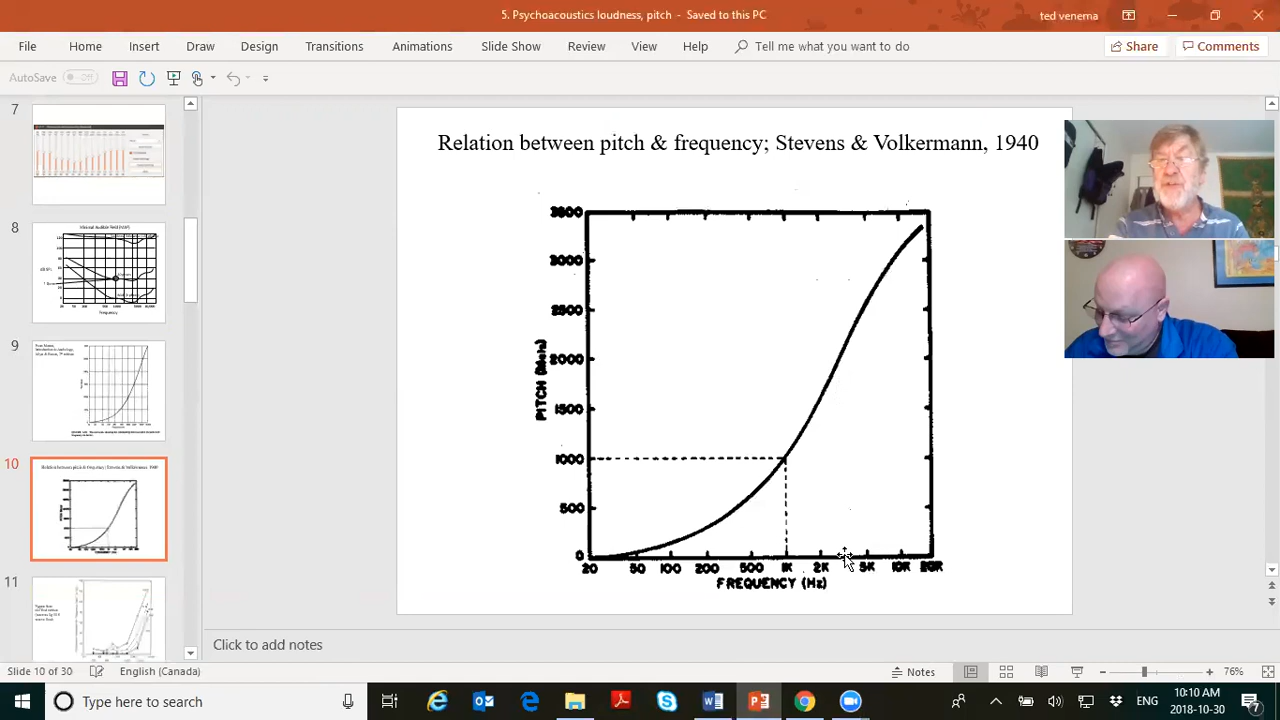 5. Psychoacoustics loudness, pitch - Saved to this PC
ted venema
File Home Insert Draw Design Transitions Animations Slide Show Review View Help Tell me what you want to do
Share Comments
AutoSave Off
7
8
9
10
11
Relation between pitch & frequency; Stevens & Volkermann, 1940
3500
3000
2500
2000
1500
1000
500
0
PITCH (Mels)
20 50 100 200 500 1K 2K 5K 10K 20K
FREQUENCY (Hz)
Click to add notes
Slide 10 of 30 English (Canada) Notes 76%
Type here to search
ENG
10:10 AM
2018-10-30
7